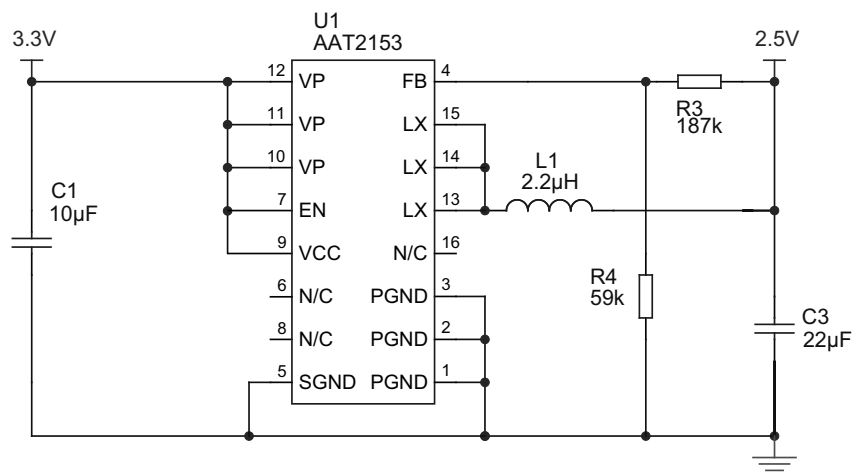 U1
AAT2153
3.3V
2.5V
12 VP
11 VP
10 VP
7 EN
9 VCC
6 N/C
8 N/C
5 SGND
FB 4
LX 15
LX 14
LX 13
N/C 16
PGND 3
PGND 2
PGND 1
C1
10µF
L1
2.2µH
R3
187k
R4
59k
C3
22µF